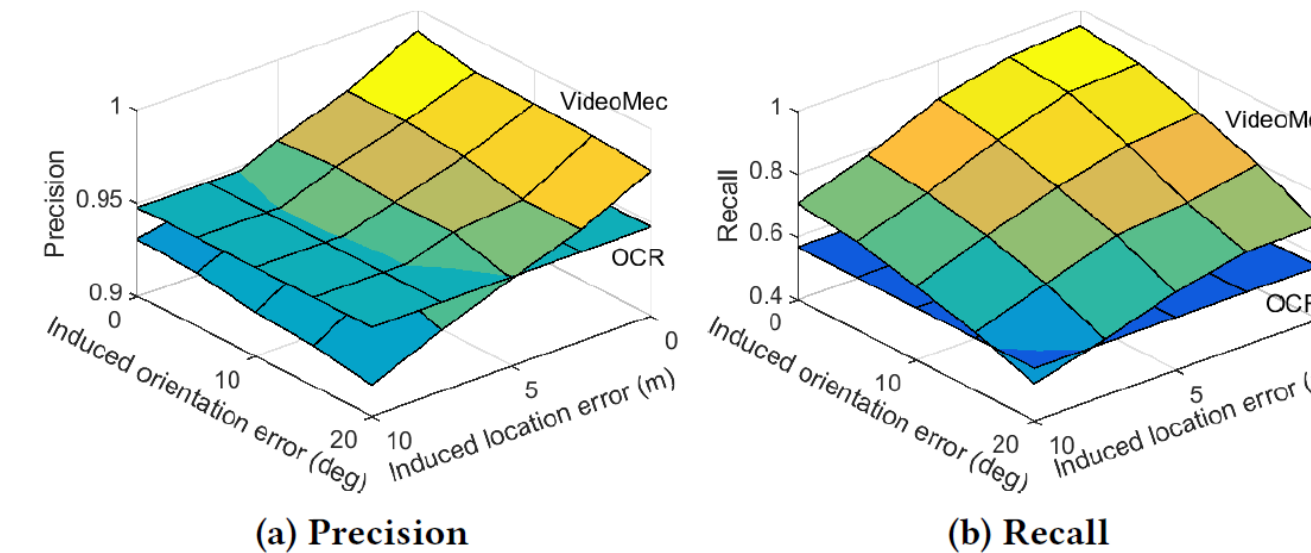 1
0.95
0.9
Precision
VideoMec
OCR
0
10
20
Induced orientation error (deg)
10
5
0
Induced location error (m)
1
0.8
0.6
0.4
Recall
VideoMe
OCR
0
10
20
Induced orientation error (deg)
10
5
Induced location error (
(a) Precision
(b) Recall